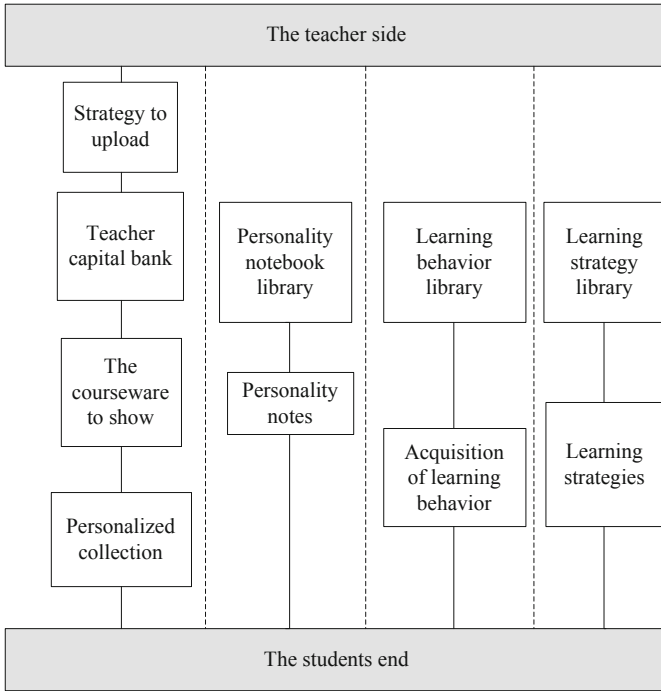 The teacher side
Strategy to
upload
Teacher
capital bank
The
courseware
to show
Personalized
collection
Personality
notebook
library
Personality
notes
Learning
behavior
library
Acquisition
of learning
behavior
Learning
strategy
library
Learning
strategies
The students end